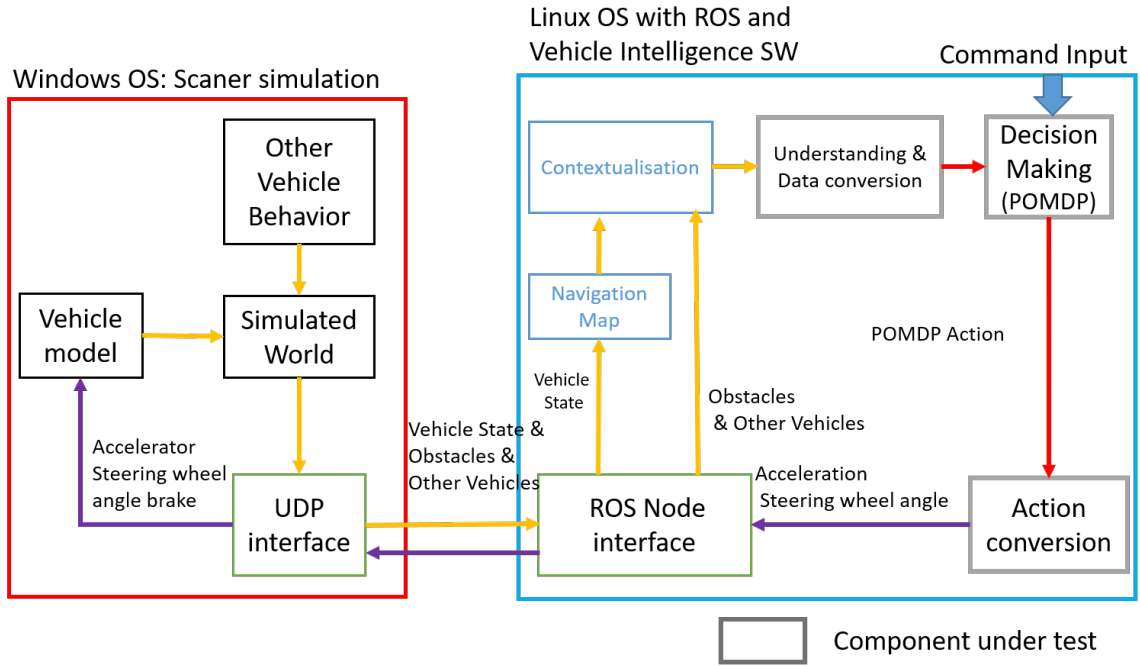 Linux OS with ROS and
Vehicle Intelligence SW
Command Input
Windows OS: Scaner simulation
Other
Vehicle
Behavior
Contextualisation
Understanding &
Data conversion
Decision
Making
(POMDP)
Vehicle
model
Simulated
World
Navigation
Map
POMDP Action
Vehicle
State
Obstacles
& Other Vehicles
Accelerator
Steering wheel
angle brake
Vehicle State &
Obstacles &
Other Vehicles
Acceleration
Steering wheel angle
UDP
interface
ROS Node
interface
Action
conversion
Component under test